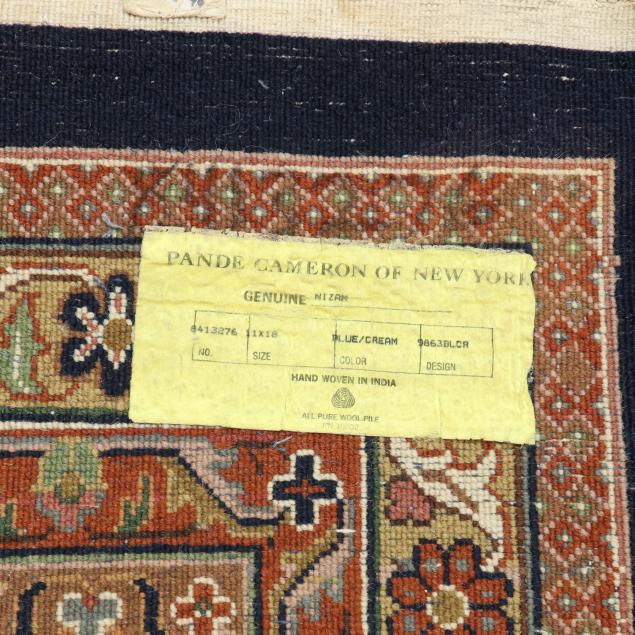 PANDE CAMERON OF NEW YORK
GENUINE NIZAM
8413276 11X18 BLUE/CREAM 9863BLCR
NO. SIZE COLOR DESIGN
HAND WOVEN IN INDIA
ALL PURE WOOL PILE